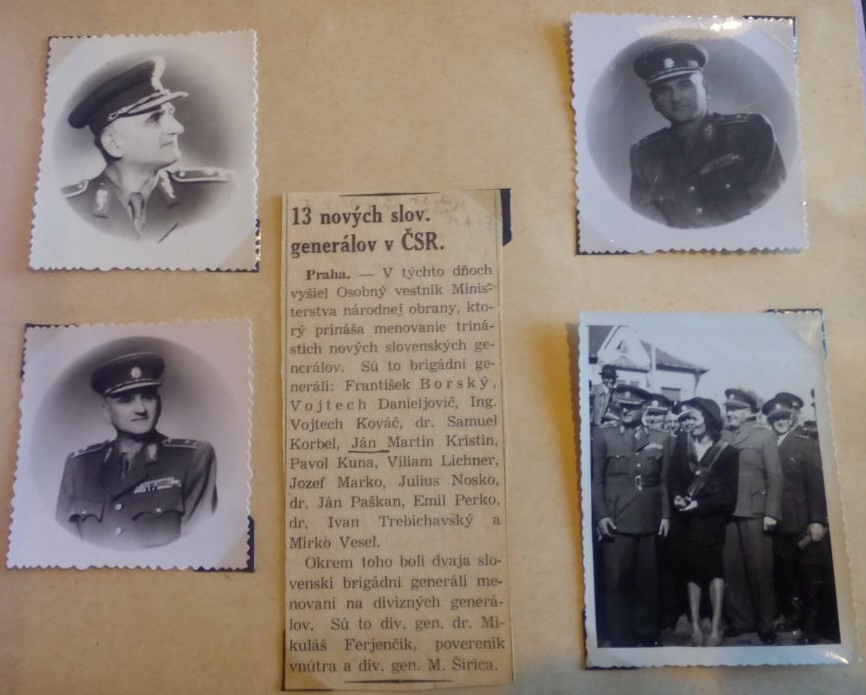 13 nových slov.
generálov v ČSR.
Praha. — V týchto dňoch
vyšiel Osobný vestník Minis-
terstva národnej obrany, kto-
rý prináša menovanie triná-
stich nových slovenských ge-
nerálov. Sú to brigádni ge-
neráli: František Borský,
Vojtech Danieljovič, Ing.
Vojtech Kováč, dr. Samuel
Korbel, Ján Martin Kristin,
Pavol Kuna, Viliam Lichner,
Jozef Marko, Julius Nosko,
dr. Ján Paškan, Emil Perko,
dr. Ivan Trebichavský a
Mirko Vesel.
Okrem toho boli dvaja slo-
venskí brigádni generáli me-
novaní na divizných generá-
lov. Sú to div. gen. dr. Mi-
kuláš Ferjenčík, povereník
vnútra a div. gen. M. Širica.